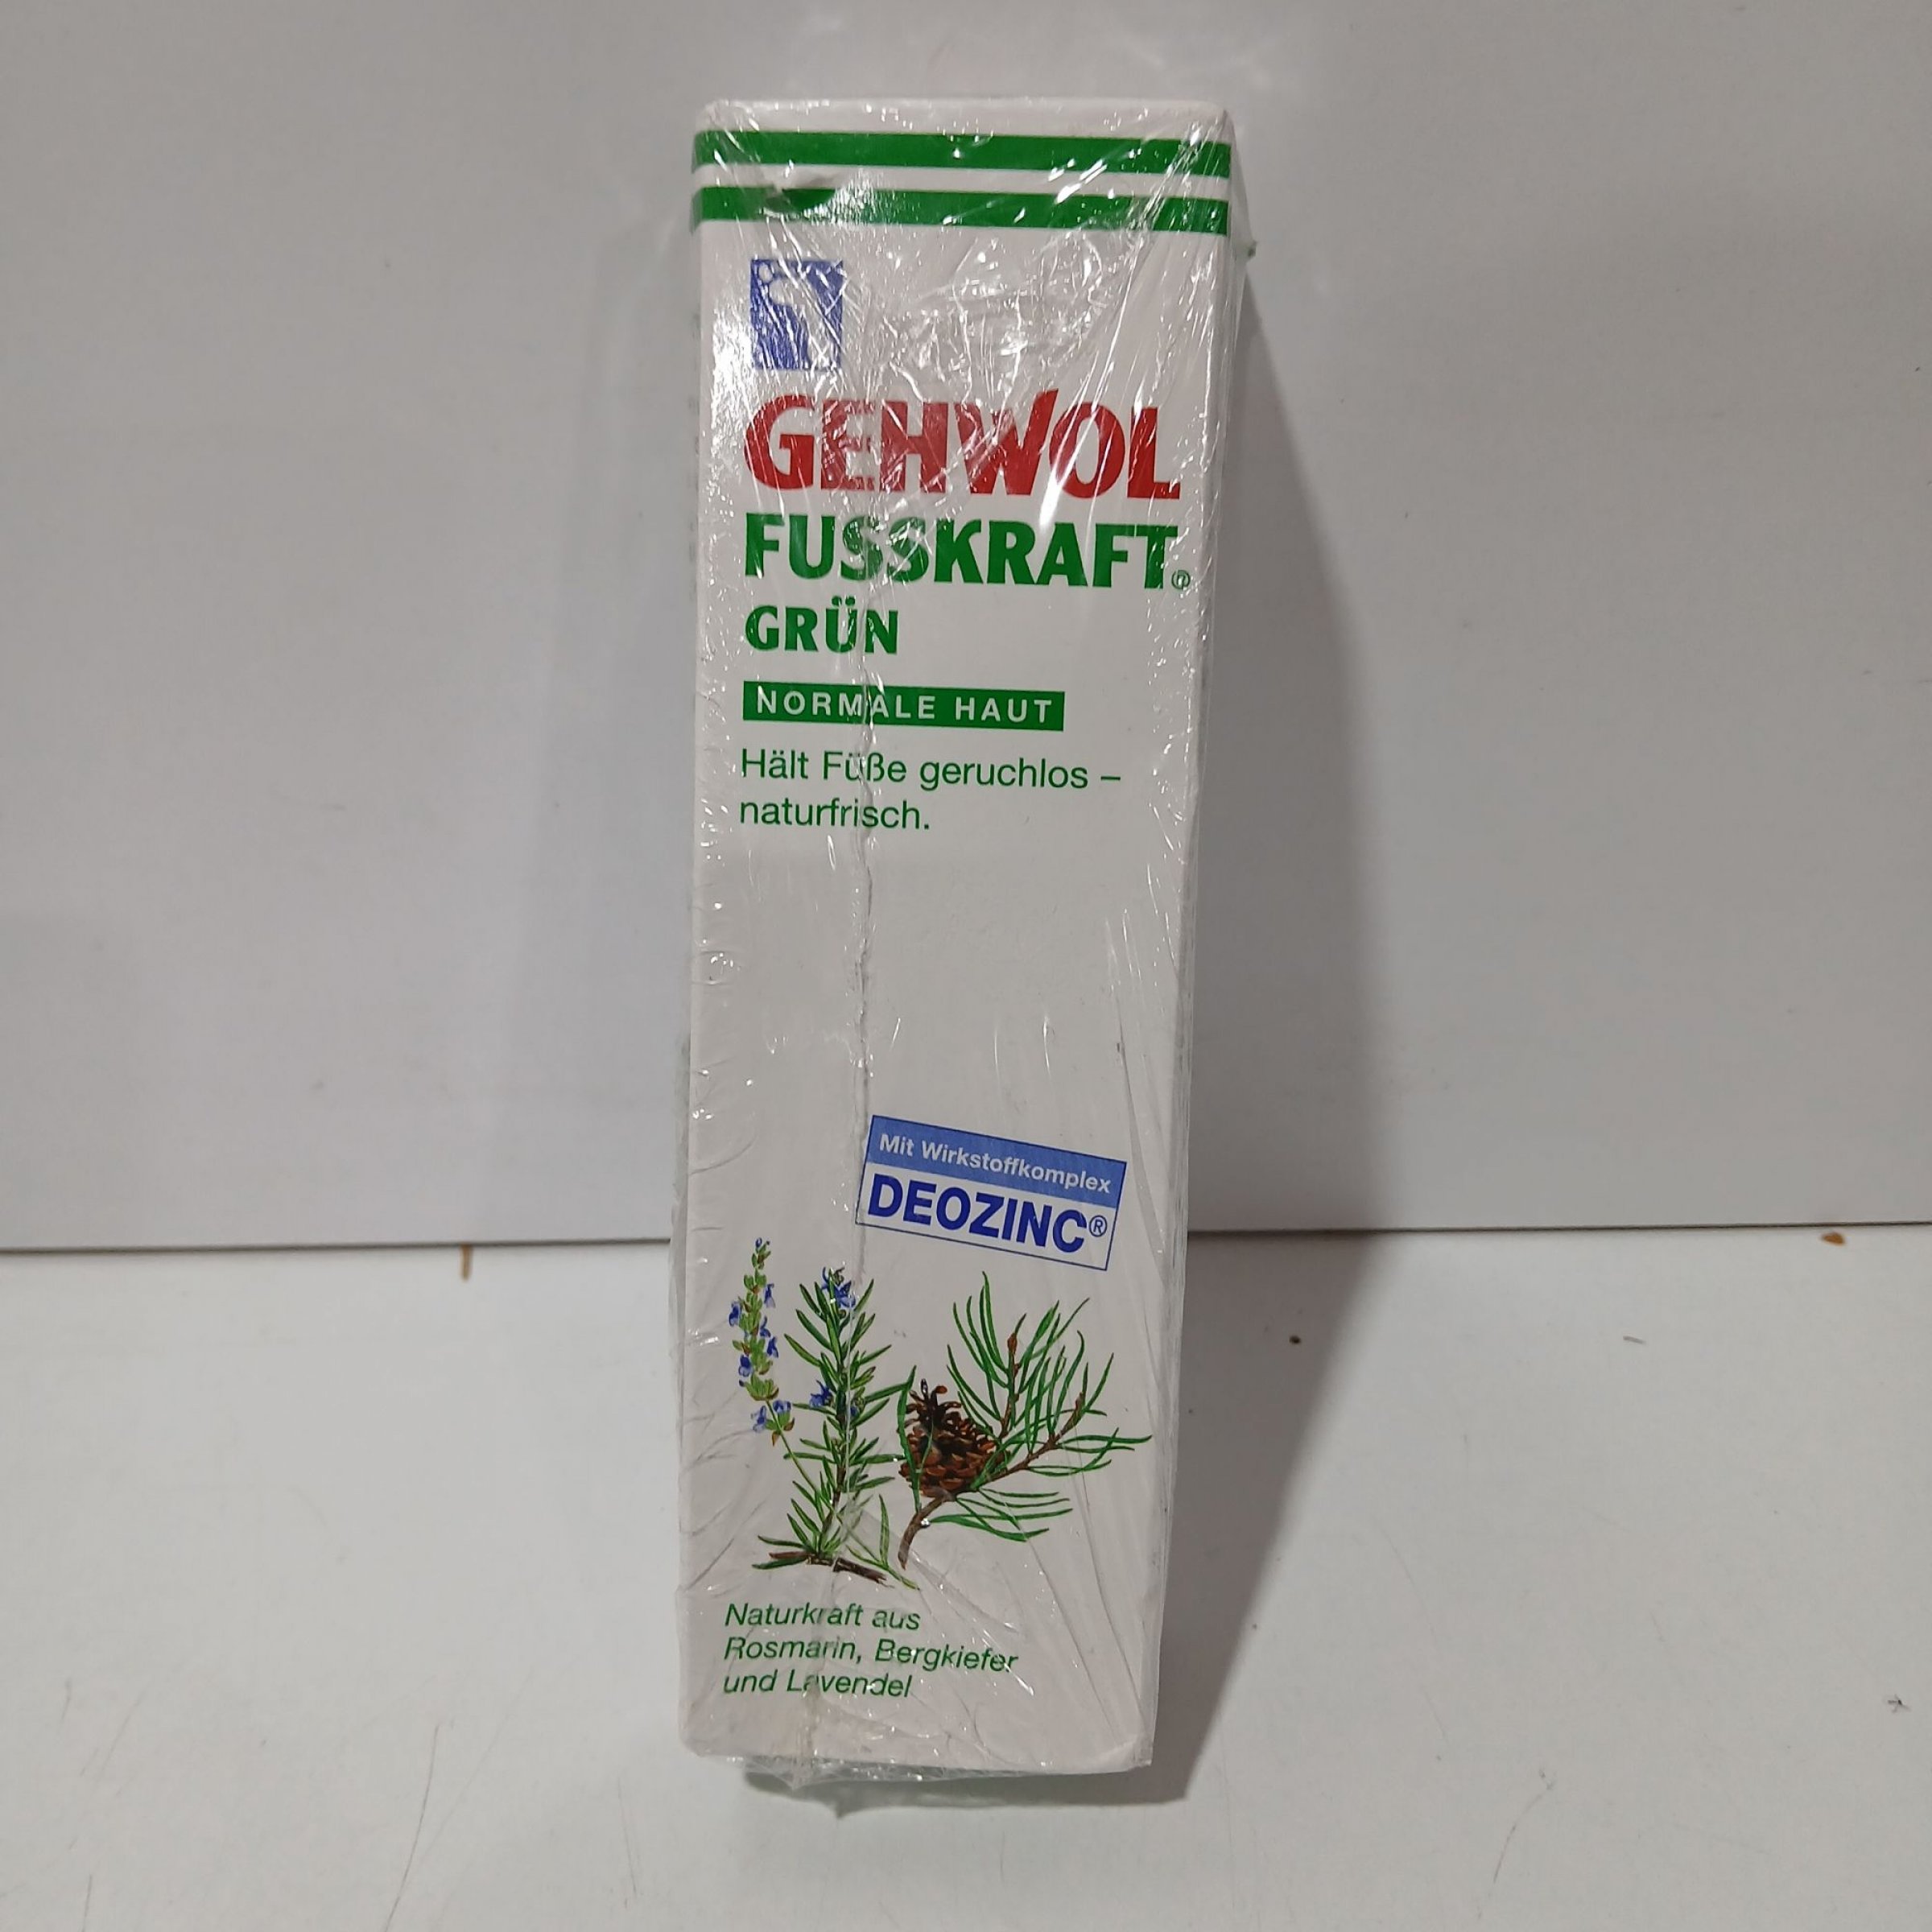 GEHWOL
FUSSKRAFT®
GRÜN
NORMALE HAUT
Hält Füße geruchlos –
naturfrisch.
Mit Wirkstoffkomplex
DEOZINC®
Naturkraft aus
Rosmarin, Bergkiefer
und Lavendel